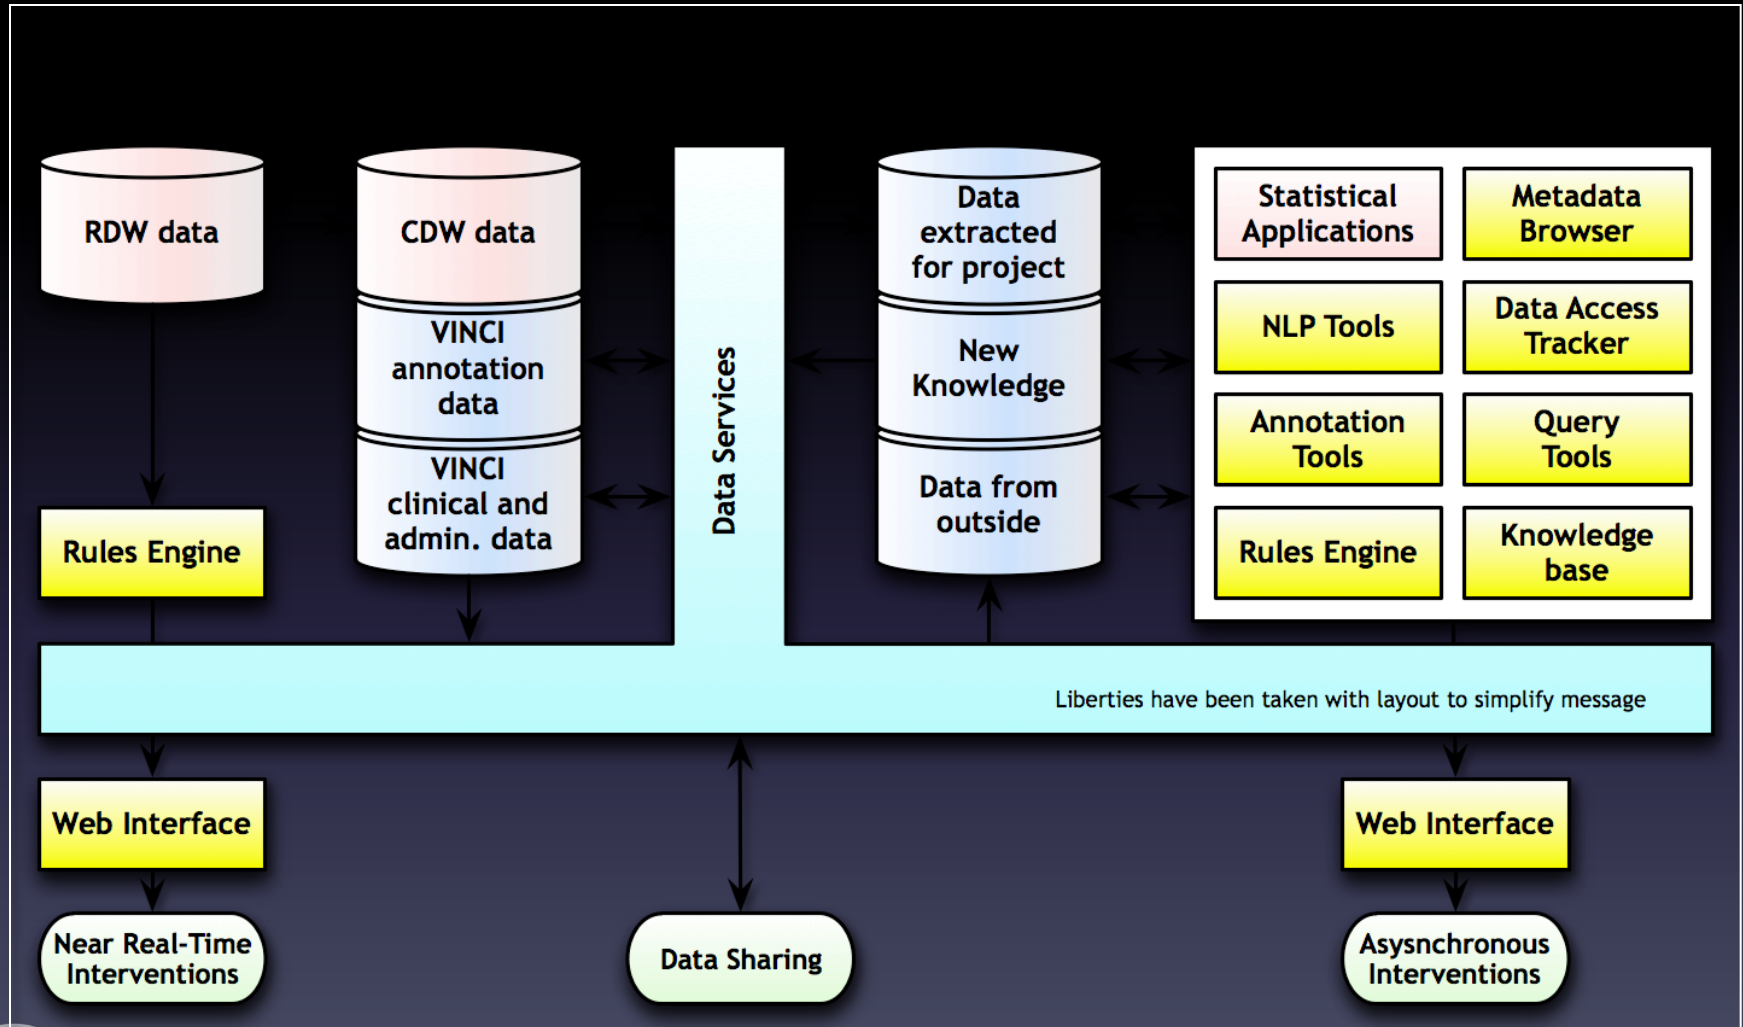 RDW data
CDW data
VINCI
annotation
data
VINCI
clinical and
admin. data
Data Services
Data
extracted
for project
New
Knowledge
Data from
outside
Statistical
Applications
Metadata
Browser
NLP Tools
Data Access
Tracker
Annotation
Tools
Query
Tools
Rules Engine
Knowledge
base
Rules Engine
Liberties have been taken with layout to simplify message
Web Interface
Web Interface
Near Real-Time
Interventions
Data Sharing
Asysnchronous
Interventions